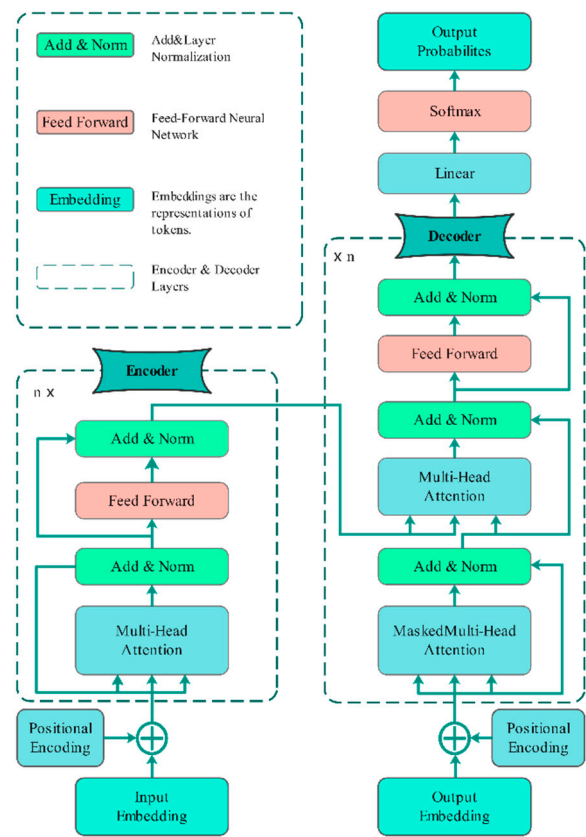 Add & Norm
Add&Layer
Normalization
Feed Forward
Feed-Forward Neural
Network
Embedding
Embeddings are the
representations of
tokens.
Encoder & Decoder
Layers
Encoder
n X
Add & Norm
Feed Forward
Add & Norm
Multi-Head
Attention
Positional
Encoding
Input
Embedding
Output
Probabilites
Softmax
Linear
Decoder
X n
Add & Norm
Feed Forward
Add & Norm
Multi-Head
Attention
Add & Norm
MaskedMulti-Head
Attention
Positional
Encoding
Output
Embedding